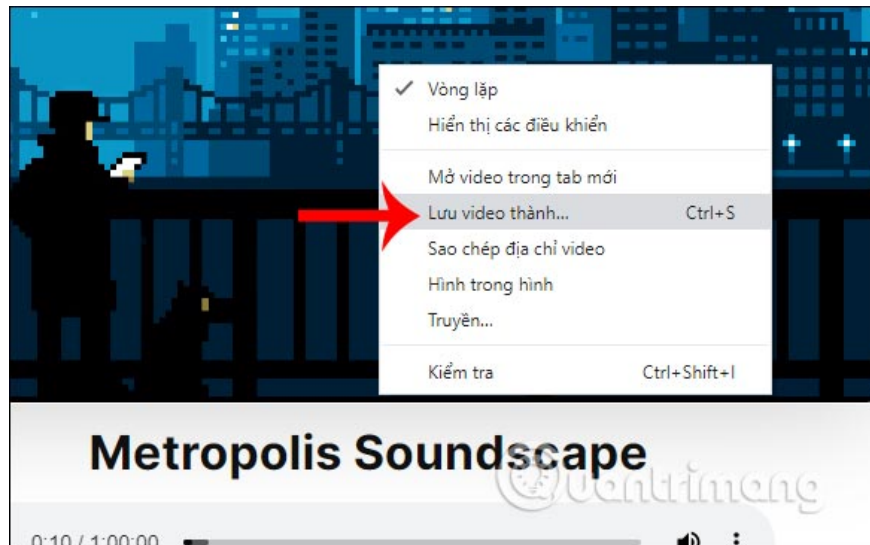 Vòng lặp
Hiển thị các điều khiển
Mở video trong tab mới
Lưu video thành... Ctrl+S
Sao chép địa chỉ video
Hình trong hình
Truyền...
Kiểm tra Ctrl+Shift+I
Metropolis Soundscape
Quantrimang
0:10 / 1:00:00